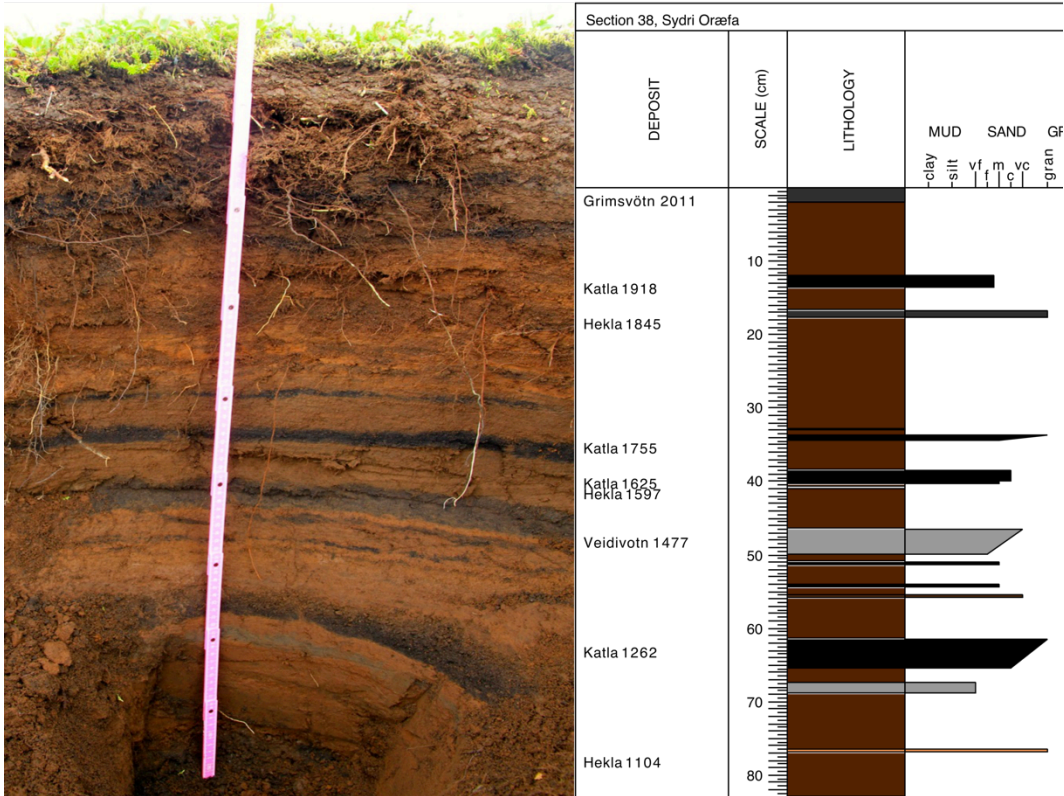 Section 38, Sydri Oræfa
DEPOSIT
SCALE (cm)
LITHOLOGY
MUD SAND GR
clay silt vf f m c vc gran
Grimsvötn 2011
10
Katla 1918
Hekla 1845
20
30
Katla 1755
40
Katla 1625
Hekla 1597
Veidivotn 1477
50
60
Katla 1262
70
Hekla 1104
80